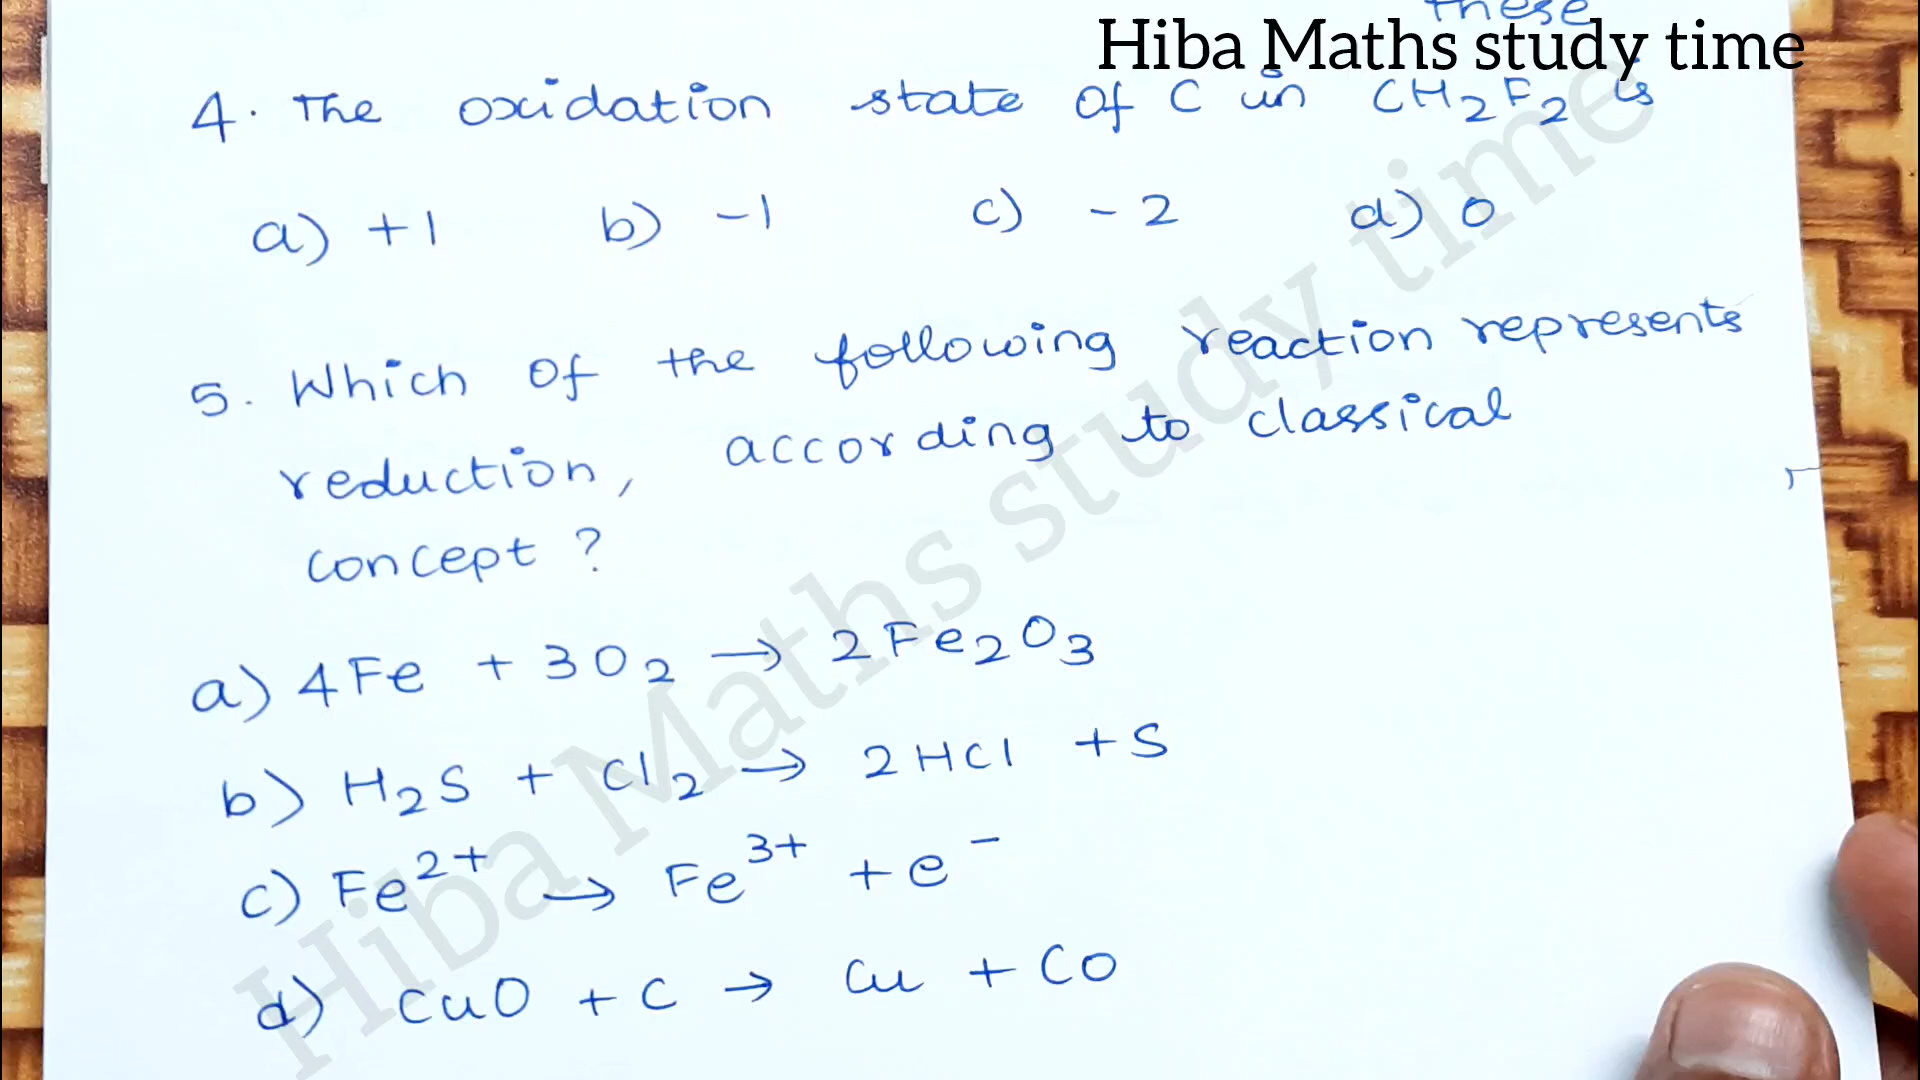 these
Hiba Maths study time
4. The oxidation state of C in CH₂F₂ is
a) +1 b) -1 c) -2 d) 0
5. Which of the following reaction represents
reduction, according to classical
concept ?
a) 4Fe + 3O₂ → 2Fe₂O₃
b) H₂S + Cl₂ → 2HCl + S
c) Fe²⁺ → Fe³⁺ + e⁻
d) CuO + C → Cu + CO
Hiba Maths study time